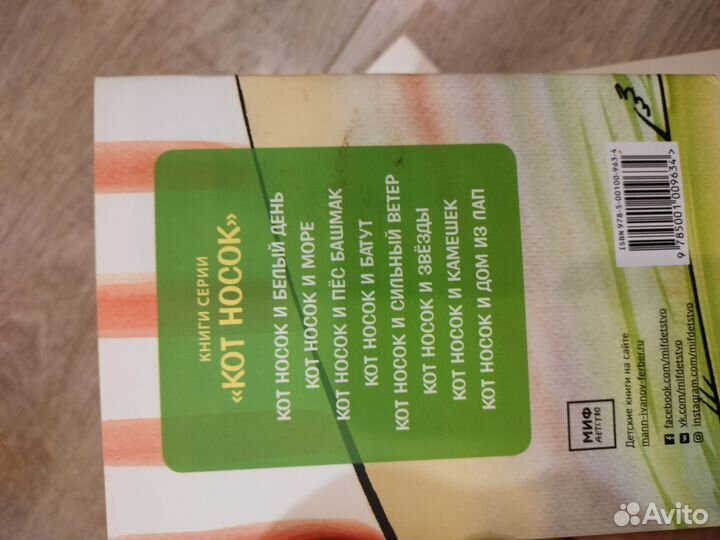 КНИГИ СЕРИИ
«КОТ НОСОК»
КОТ НОСОК И БЕЛЫЙ ДЕНЬ
КОТ НОСОК И МОРЕ
КОТ НОСОК И ПЁС БАШМАК
КОТ НОСОК И БАТУТ
КОТ НОСОК И СИЛЬНЫЙ ВЕТЕР
КОТ НОСОК И ЗВЁЗДЫ
КОТ НОСОК И КАМЕШЕК
КОТ НОСОК И ДОМ ИЗ ЛАП
МИФ
ДЕТСТВО
Детские книги на сайте
mann-ivanov-ferber.ru
facebook.com/mifdetstvo
vk.com/mifdetstvo
instagram.com/mifdetstvo
ISBN 978-5-00100-963-4
9 785001 009634 >
Avito